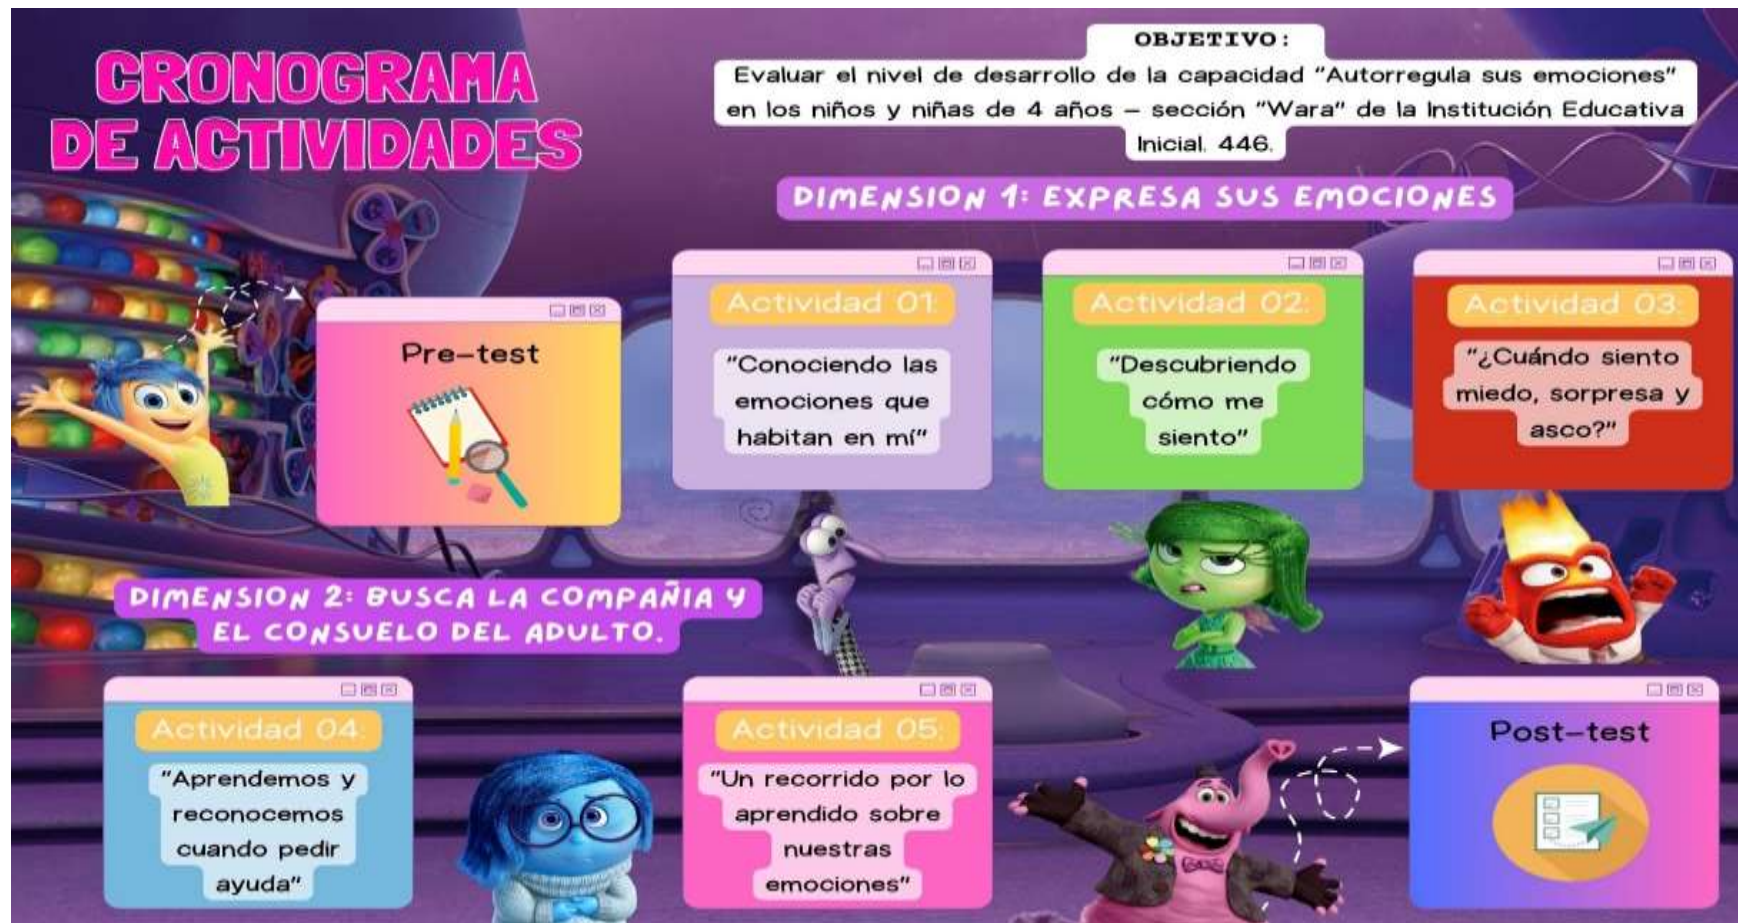 CRONOGRAMA
DE ACTIVIDADES
OBJETIVO:
Evaluar el nivel de desarrollo de la capacidad "Autorregula sus emociones"
en los niños y niñas de 4 años – sección "Wara" de la Institución Educativa
Inicial. 446.
DIMENSION 1: EXPRESA SUS EMOCIONES
Pre-test
Actividad 01:
"Conociendo las
emociones que
habitan en mí"
Actividad 02:
"Descubriendo
cómo me
siento"
Actividad 03:
"¿Cuándo siento
miedo, sorpresa y
asco?"
DIMENSION 2: BUSCA LA COMPAÑIA Y
EL CONSUELO DEL ADULTO.
Actividad 04:
"Aprendemos y
reconocemos
cuando pedir
ayuda"
Actividad 05:
"Un recorrido por lo
aprendido sobre
nuestras
emociones"
Post-test